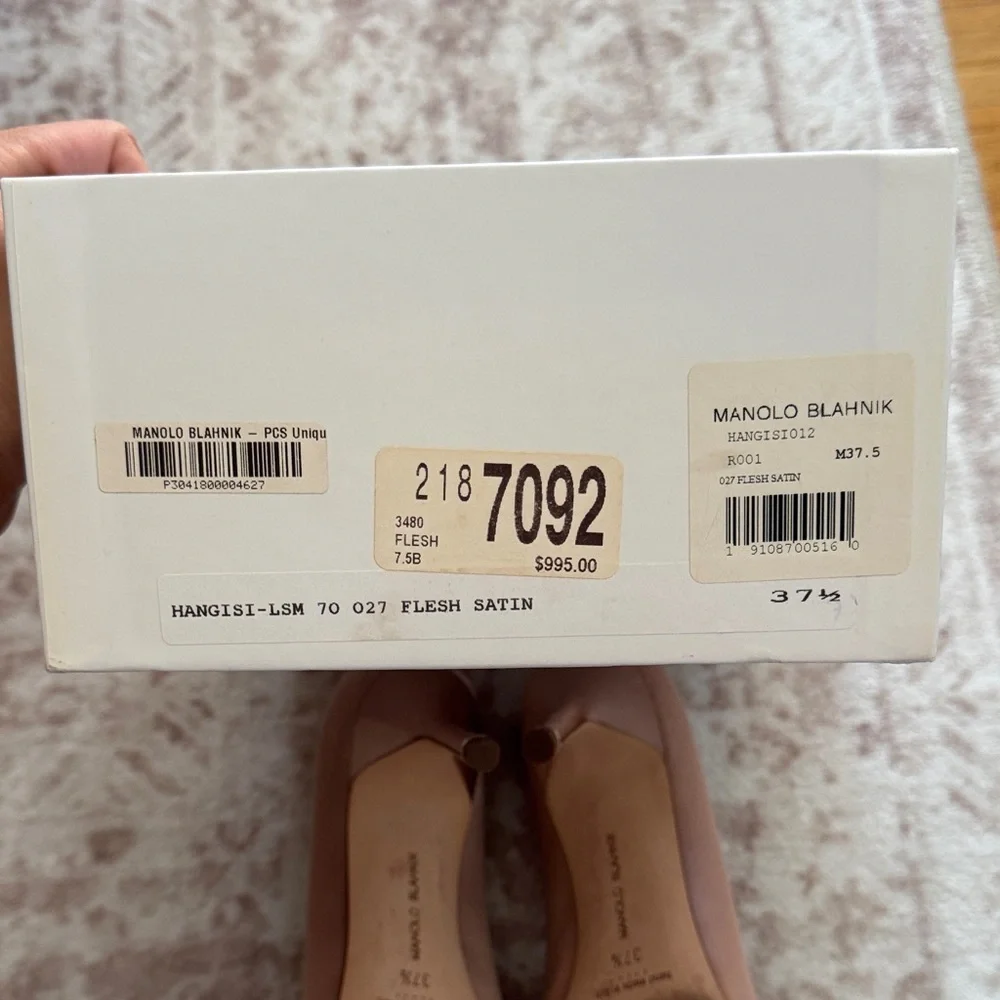 MANOLO BLAHNIK – PCS Uniqu
P3041800004627
218 7092
3480
FLESH
7.5B
$995.00
MANOLO BLAHNIK
HANGISI012
R001 M37.5
027 FLESH SATIN
1 9108700516 0
HANGISI-LSM 70 027 FLESH SATIN 37½
MANOLO BLAHNIK
37½
MANOLO BLAHNIK
37½